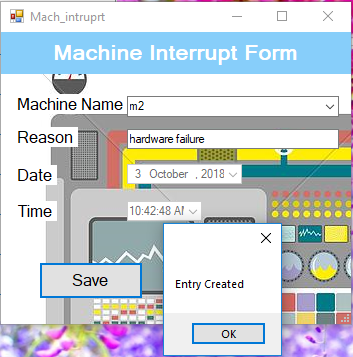 Mach_intruprt
Machine Interrupt Form
Machine Name m2
Reason hardware failure
Date 3 October , 2018
Time 10:42:48 AM
Save
Entry Created
OK